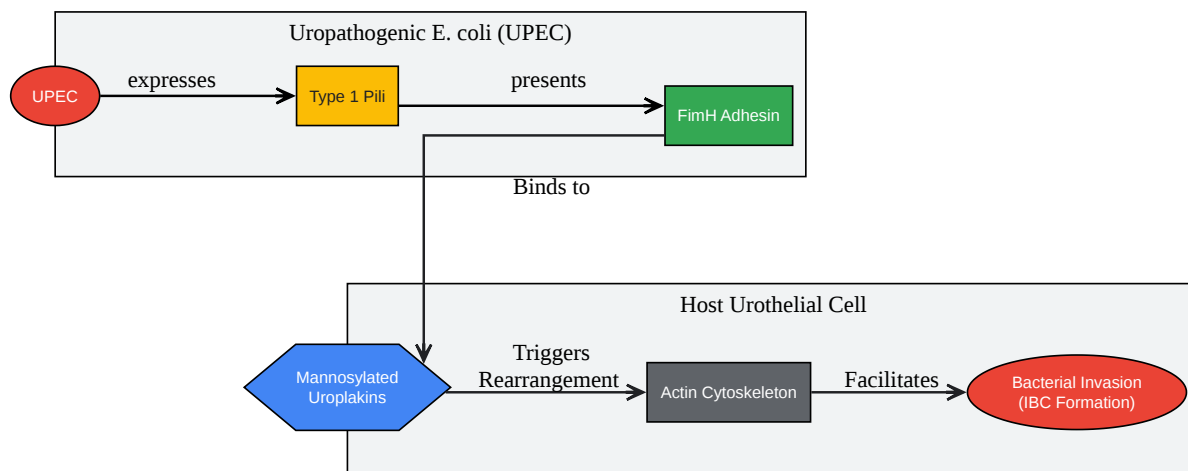 Uropathogenic E. coli (UPEC)
UPEC
expresses
Type 1 Pili
presents
FimH Adhesin
Binds to
Host Urothelial Cell
Mannosylated
Uroplakins
Triggers
Rearrangement
Actin Cytoskeleton
Facilitates
Bacterial Invasion
(IBC Formation)